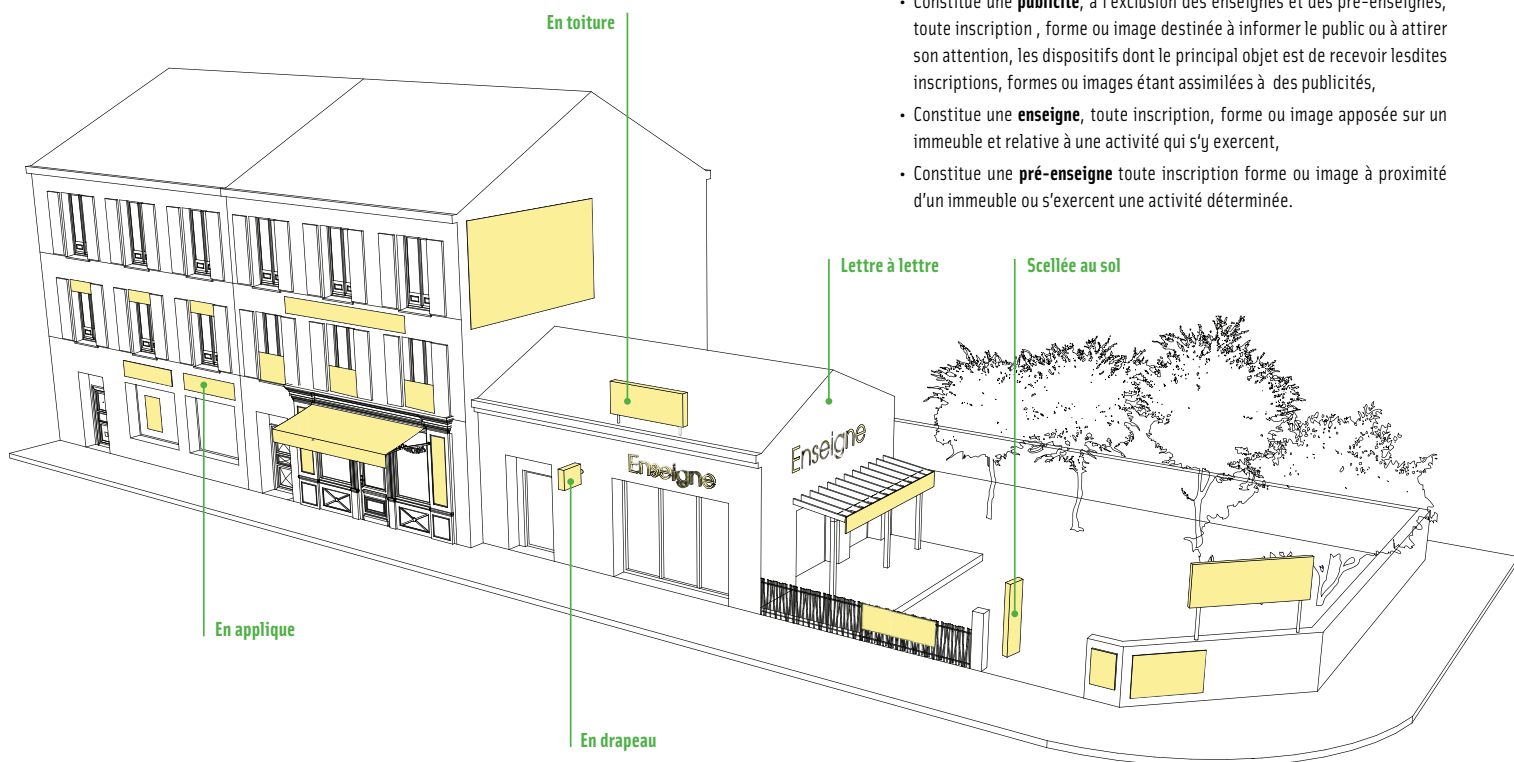 • Constitue une publicité, à l'exclusion des enseignes et des pré-enseignes,
toute inscription , forme ou image destinée à informer le public ou à attirer
son attention, les dispositifs dont le principal objet est de recevoir lesdites
inscriptions, formes ou images étant assimilées à des publicités,
• Constitue une enseigne, toute inscription, forme ou image apposée sur un
immeuble et relative à une activité qui s'y exercent,
• Constitue une pré-enseigne toute inscription forme ou image à proximité
d'un immeuble ou s'exercent une activité déterminée.
En toiture
Lettre à lettre
Scellée au sol
Enseigne
Enseigne
En applique
En drapeau